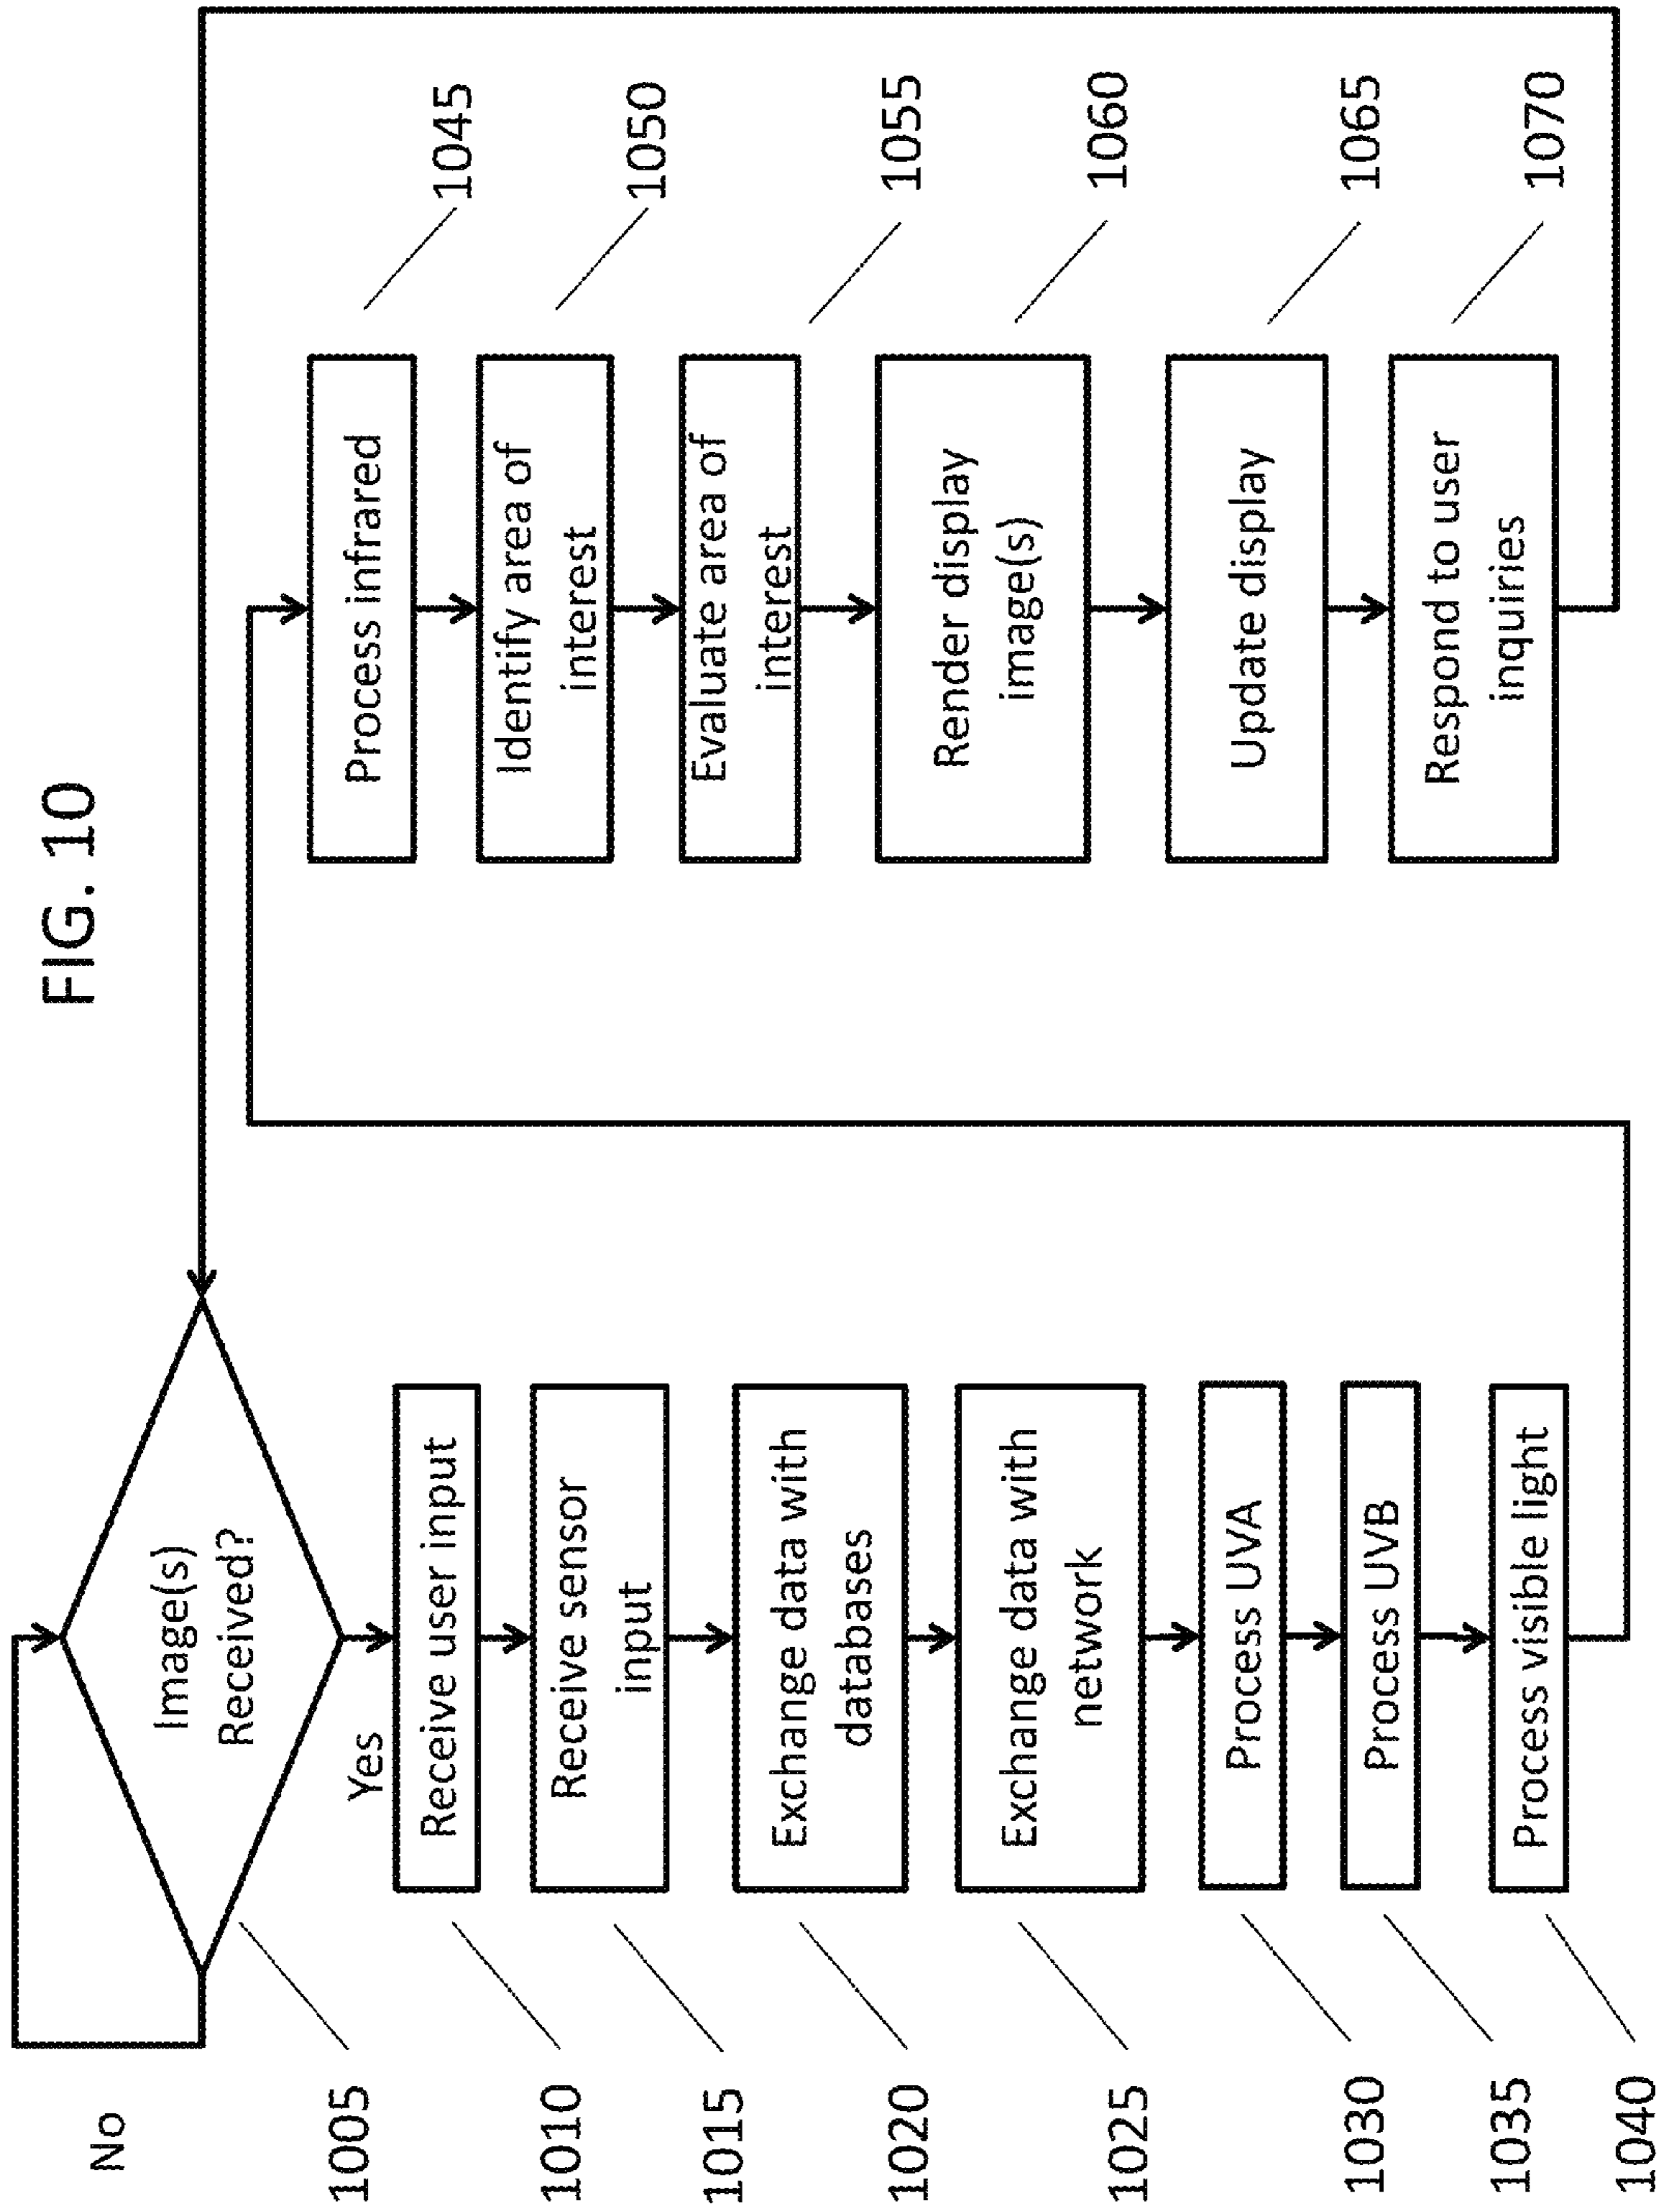 FIG. 10
No
Image(s)
Received?
1005
Yes
Receive user input
1010
Receive sensor
input
1015
Exchange data with
databases
1020
Exchange data with
network
1025
Process UVA
1030
Process UVB
1035
Process visible light
1040
Process infrared
1045
Identify area of
interest
1050
Evaluate area of
interest
1055
Render display
image(s)
1060
Update display
1065
Respond to user
inquiries
1070